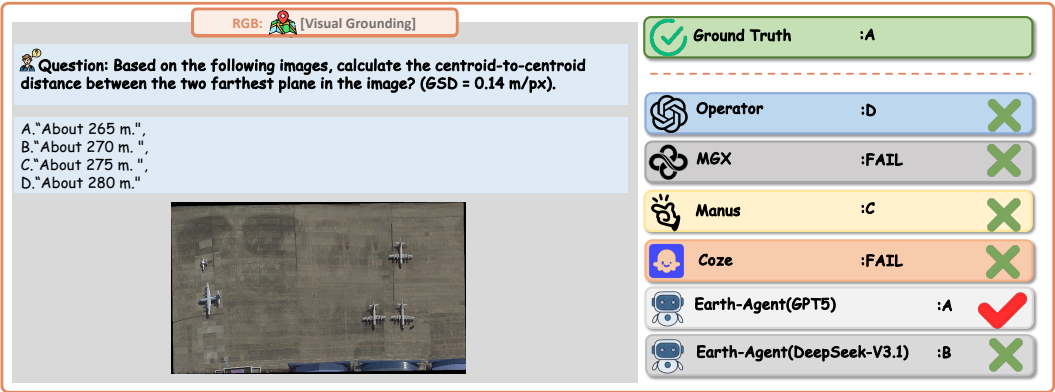 RGB: [Visual Grounding]
Question: Based on the following images, calculate the centroid-to-centroid
distance between the two farthest plane in the image? (GSD = 0.14 m/px).
A.“About 265 m.",
B.“About 270 m. ",
C.“About 275 m. ",
D.“About 280 m."
Ground Truth :A
Operator :D
MGX :FAIL
Manus :C
Coze :FAIL
Earth-Agent(GPT5) :A
Earth-Agent(DeepSeek-V3.1) :B